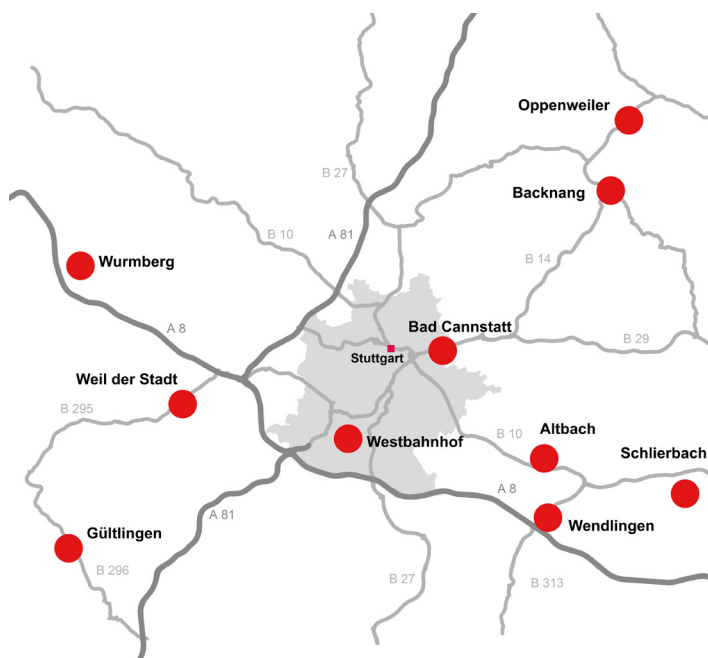 Oppenweiler
B 27
Backnang
B 10
A 81
Wurmberg
B 14
A 8
Bad Cannstatt
B 29
Stuttgart
Weil der Stadt
B 295
Altbach
B 10
Westbahnhof
Schlierbach
A 8
A 81
Wendlingen
Gültlingen
B 296
B 27
B 313